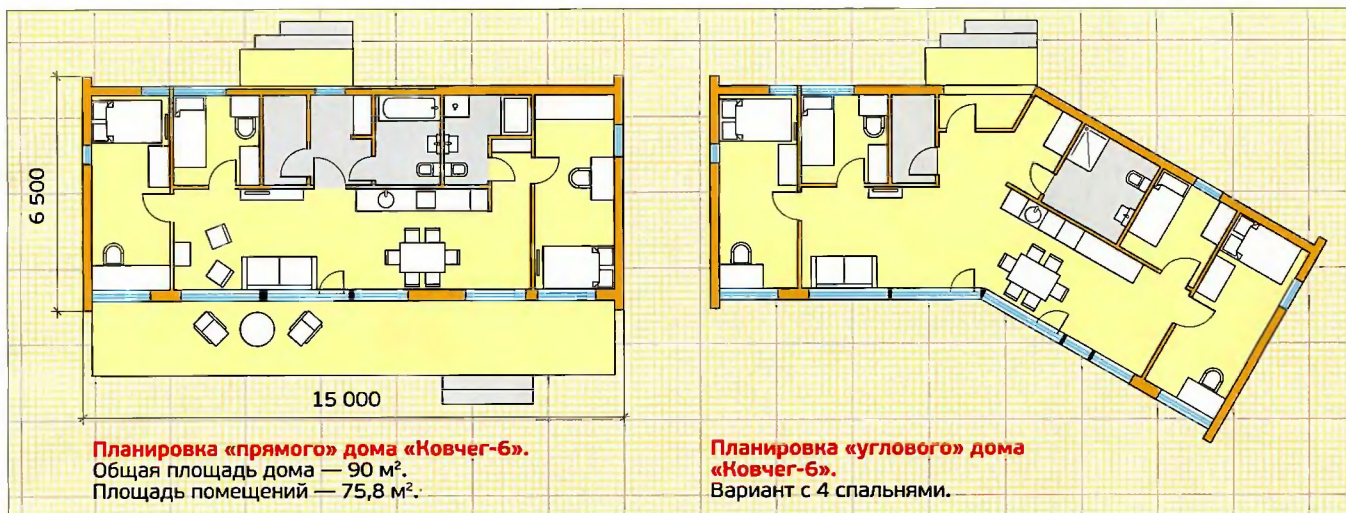 6 500
15 000
Планировка «прямого» дома «Ковчег-6».
Общая площадь дома — 90 м².
Площадь помещений — 75,8 м².
Планировка «углового» дома
«Ковчег-6».
Вариант с 4 спальнями.